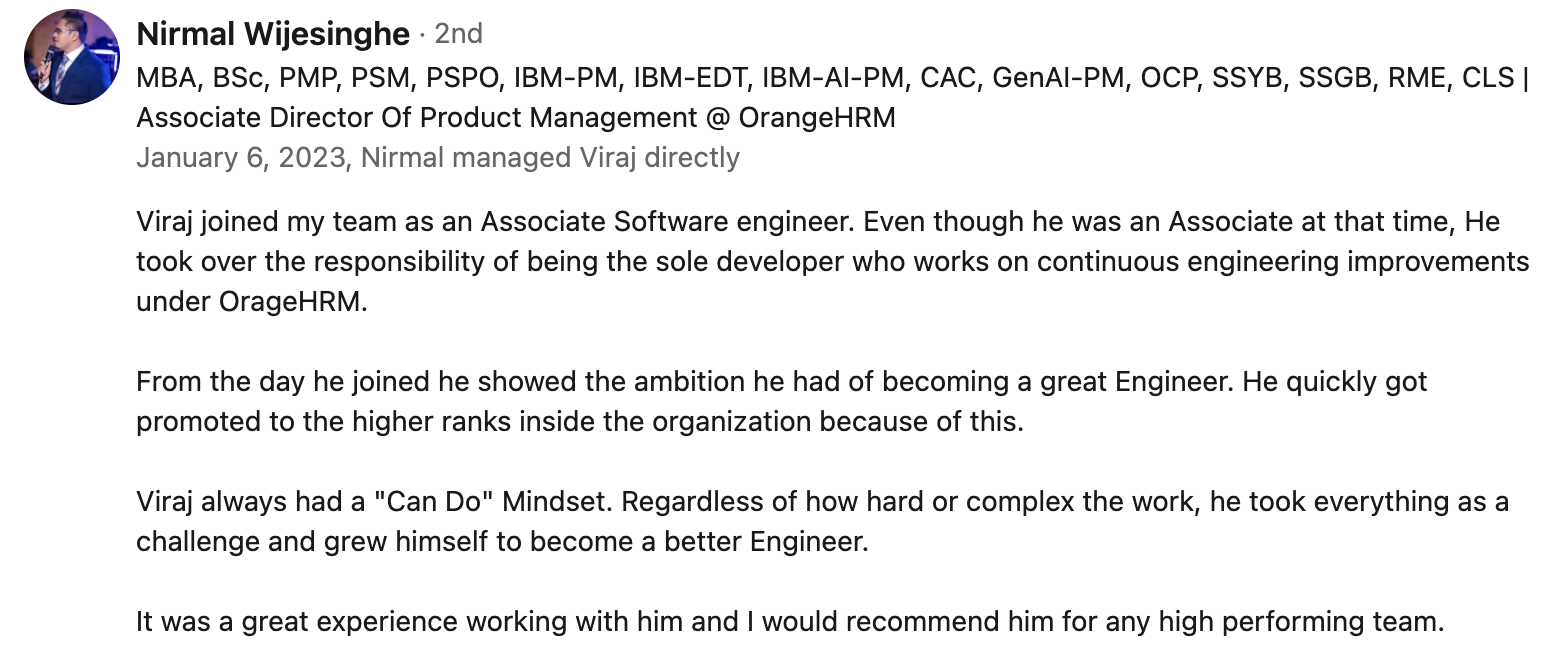 Nirmal Wijesinghe · 2nd
MBA, BSc, PMP, PSM, PSPO, IBM-PM, IBM-EDT, IBM-AI-PM, CAC, GenAI-PM, OCP, SSYB, SSGB, RME, CLS |
Associate Director Of Product Management @ OrangeHRM
January 6, 2023, Nirmal managed Viraj directly
Viraj joined my team as an Associate Software engineer. Even though he was an Associate at that time, He
took over the responsibility of being the sole developer who works on continuous engineering improvements
under OrageHRM.
From the day he joined he showed the ambition he had of becoming a great Engineer. He quickly got
promoted to the higher ranks inside the organization because of this.
Viraj always had a "Can Do" Mindset. Regardless of how hard or complex the work, he took everything as a
challenge and grew himself to become a better Engineer.
It was a great experience working with him and I would recommend him for any high performing team.